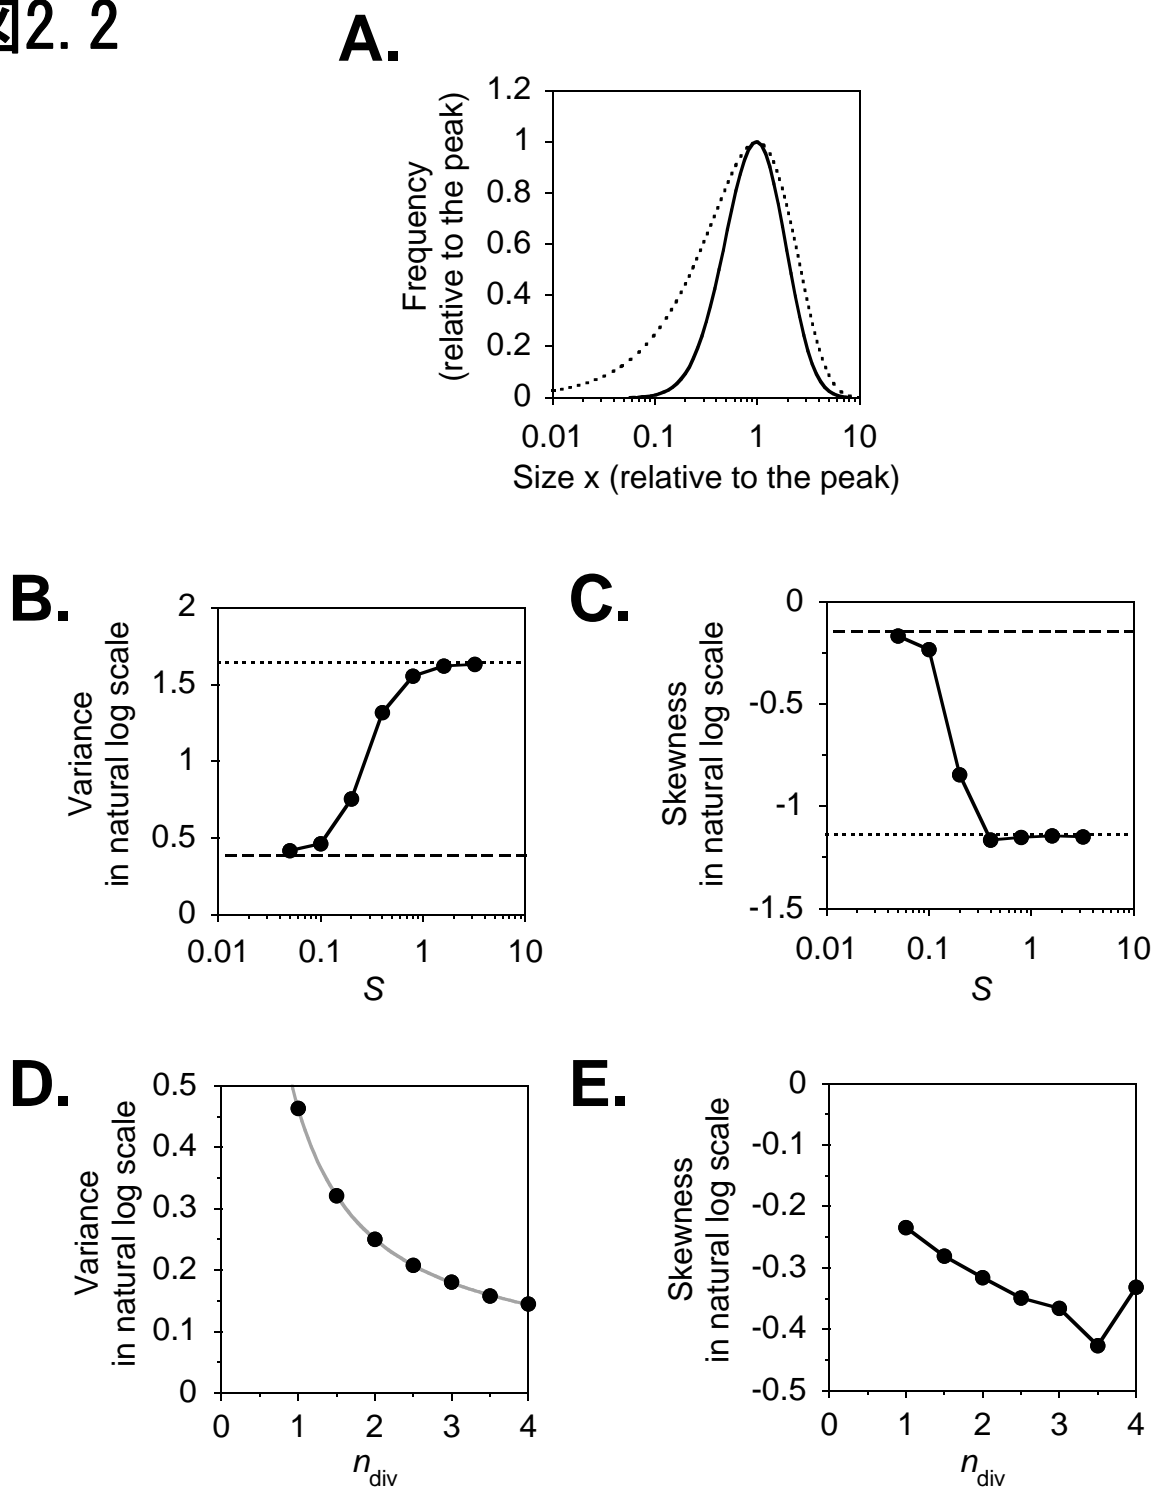 図2.2
A.
1.2
1
0.8
0.6
0.4
0.2
0
Frequency
(relative to the peak)
0.01 0.1 1 10
Size x (relative to the peak)
B.
2
1.5
1
0.5
0
Variance
in natural log scale
0.01 0.1 1 10
S
C.
0
-0.5
-1
-1.5
Skewness
in natural log scale
0.01 0.1 1 10
S
D.
0.5
0.4
0.3
0.2
0.1
0
Variance
in natural log scale
0 1 2 3 4
n_div
E.
0
-0.1
-0.2
-0.3
-0.4
-0.5
Skewness
in natural log scale
0 1 2 3 4
n_div